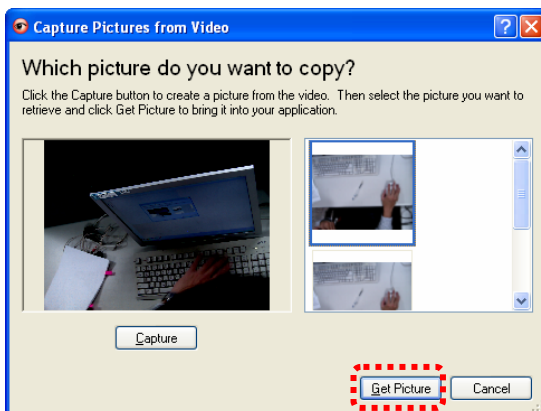 Capture Pictures from Video
Which picture do you want to copy?
Click the Capture button to create a picture from the video. Then select the picture you want to
retrieve and click Get Picture to bring it into your application.
Capture
Get Picture
Cancel